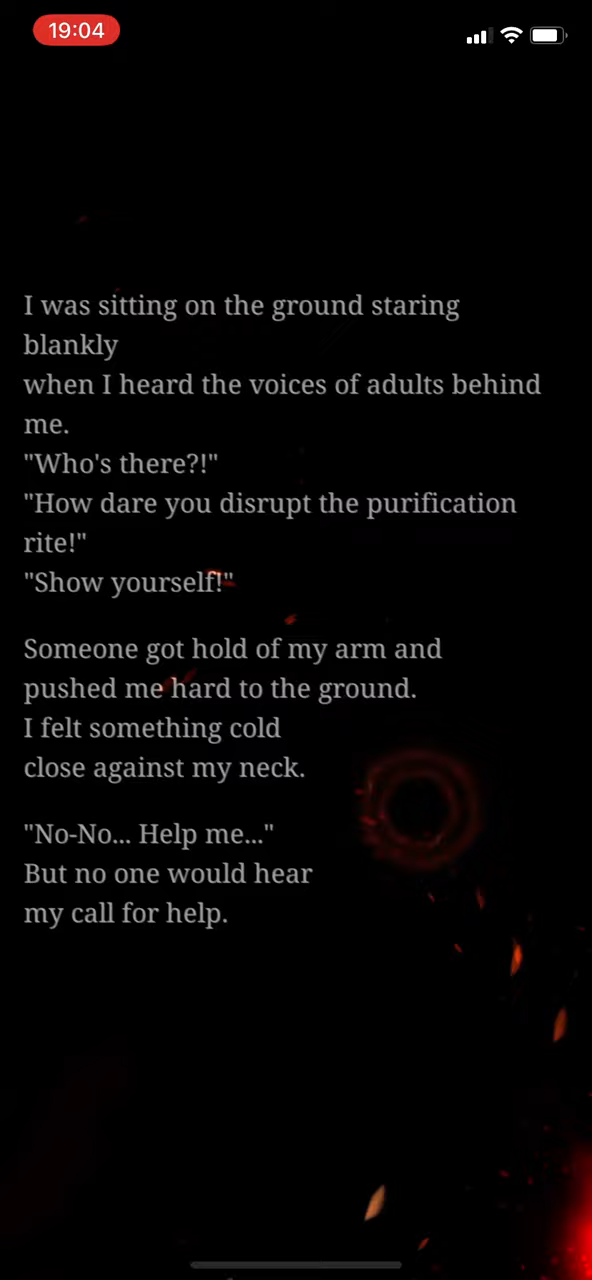 19:04
I was sitting on the ground staring
blankly
when I heard the voices of adults behind
me.
"Who's there?!"
"How dare you disrupt the purification
rite!"
"Show yourself!"
Someone got hold of my arm and
pushed me hard to the ground.
I felt something cold
close against my neck.
"No-No... Help me..."
But no one would hear
my call for help.